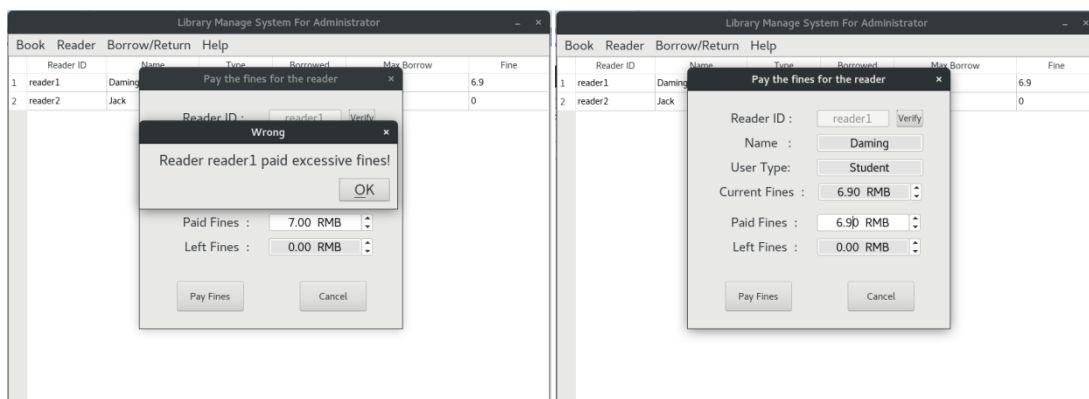 Library Manage System For Administrator
Book Reader Borrow/Return Help
Reader ID Name Type Borrowed Max Borrow Fine
1 reader1 Daming 6.9
2 reader2 Jack 0
Pay the fines for the reader
Reader ID : reader1 Verify
Wrong
Reader reader1 paid excessive fines!
OK
Paid Fines : 7.00 RMB
Left Fines : 0.00 RMB
Pay Fines Cancel
Library Manage System For Administrator
Book Reader Borrow/Return Help
Reader ID Name Type Borrowed Max Borrow Fine
1 reader1 Daming 6.9
2 reader2 Jack 0
Pay the fines for the reader
Reader ID : reader1 Verify
Name : Daming
User Type: Student
Current Fines : 6.90 RMB
Paid Fines : 6.90 RMB
Left Fines : 0.00 RMB
Pay Fines Cancel